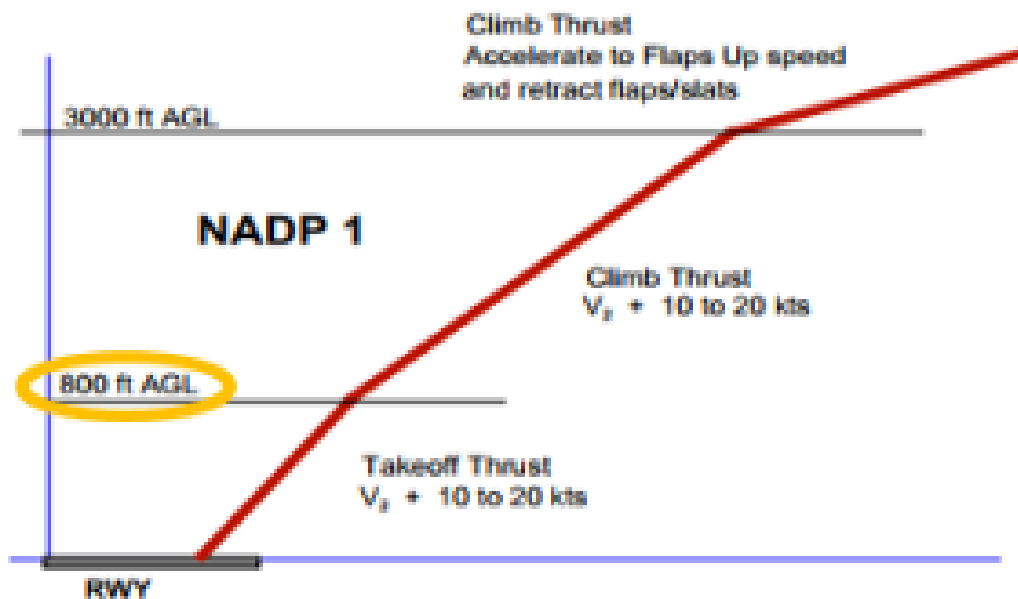 Climb Thrust
Accelerate to Flaps Up speed
and retract flaps/slats
3000 ft AGL
NADP 1
Climb Thrust
V₂ + 10 to 20 kts
800 ft AGL
Takeoff Thrust
V₂ + 10 to 20 kts
RWY